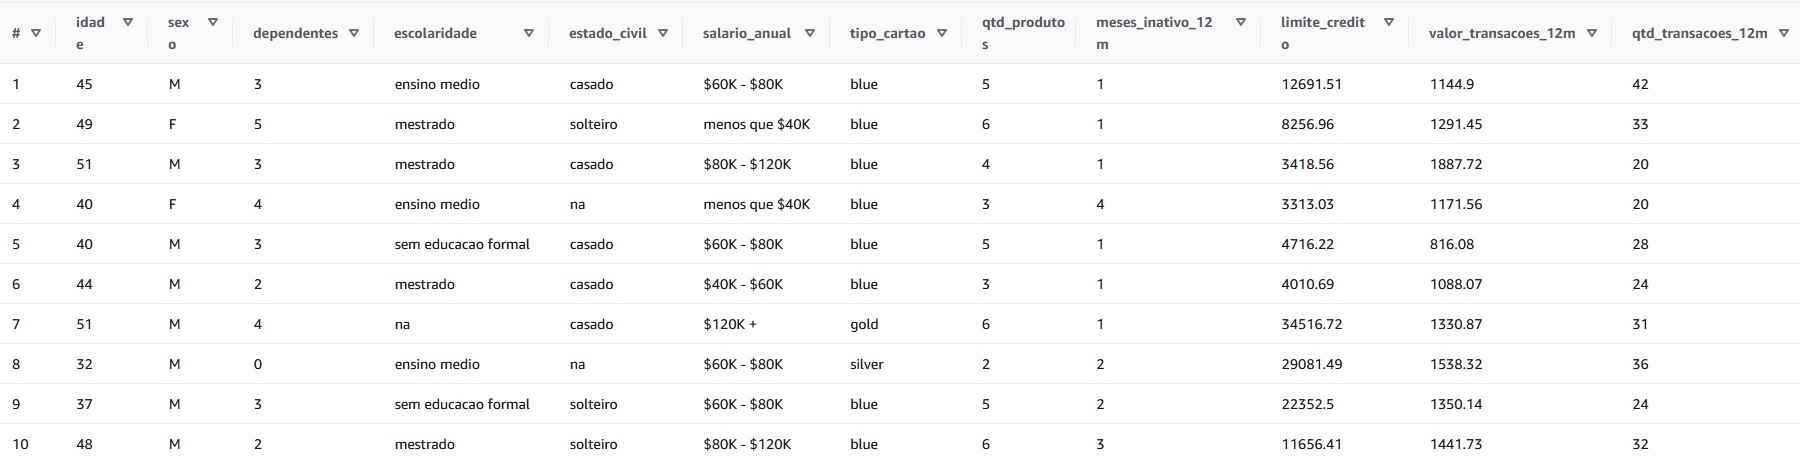 # idade sexo dependentes escolaridade estado_civil salario_anual tipo_cartao qtd_produtos meses_inativo_12m limite_credito valor_transacoes_12m qtd_transacoes_12m
1 45 M 3 ensino medio casado $60K - $80K blue 5 1 12691.51 1144.9 42
2 49 F 5 mestrado solteiro menos que $40K blue 6 1 8256.96 1291.45 33
3 51 M 3 mestrado casado $80K - $120K blue 4 1 3418.56 1887.72 20
4 40 F 4 ensino medio na menos que $40K blue 3 4 3313.03 1171.56 20
5 40 M 3 sem educacao formal casado $60K - $80K blue 5 1 4716.22 816.08 28
6 44 M 2 mestrado casado $40K - $60K blue 3 1 4010.69 1088.07 24
7 51 M 4 na casado $120K + gold 6 1 34516.72 1330.87 31
8 32 M 0 ensino medio na $60K - $80K silver 2 2 29081.49 1538.32 36
9 37 M 3 sem educacao formal solteiro $60K - $80K blue 5 2 22352.5 1350.14 24
10 48 M 2 mestrado solteiro $80K - $120K blue 6 3 11656.41 1441.73 32